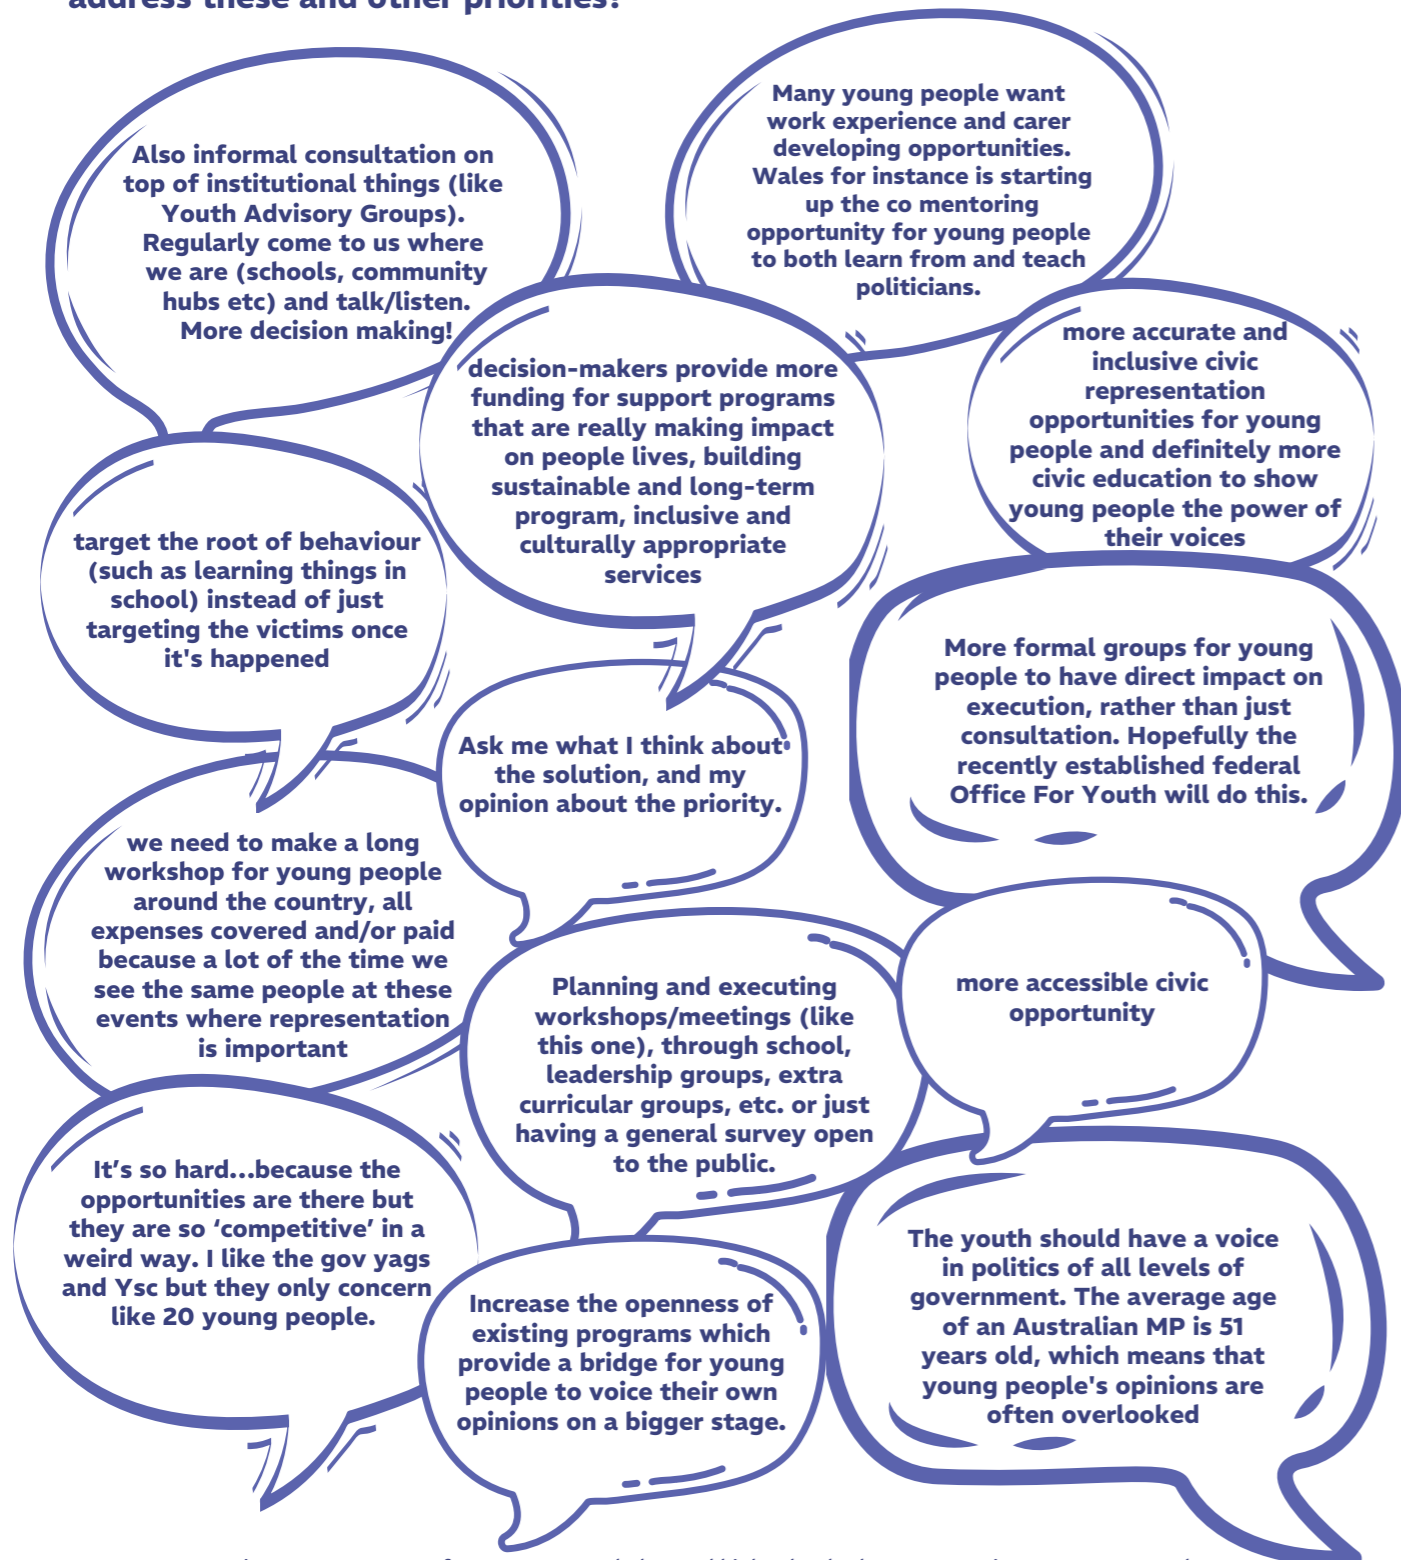 address these and other priorities?
Also informal consultation on
top of institutional things (like
Youth Advisory Groups).
Regularly come to us where
we are (schools, community
hubs etc) and talk/listen.
More decision making!
Many young people want
work experience and carer
developing opportunities.
Wales for instance is starting
up the co mentoring
opportunity for young people
to both learn from and teach
politicians.
decision-makers provide more
funding for support programs
that are really making impact
on people lives, building
sustainable and long-term
program, inclusive and
culturally appropriate
services
more accurate and
inclusive civic
representation
opportunities for young
people and definitely more
civic education to show
young people the power of
their voices
target the root of behaviour
(such as learning things in
school) instead of just
targeting the victims once
it's happened
Ask me what I think about
the solution, and my
opinion about the priority.
More formal groups for young
people to have direct impact on
execution, rather than just
consultation. Hopefully the
recently established federal
Office For Youth will do this.
we need to make a long
workshop for young people
around the country, all
expenses covered and/or paid
because a lot of the time we
see the same people at these
events where representation
is important
Planning and executing
workshops/meetings (like
this one), through school,
leadership groups, extra
curricular groups, etc. or just
having a general survey open
to the public.
more accessible civic
opportunity
It’s so hard...because the
opportunities are there but
they are so ‘competitive’ in a
weird way. I like the gov yags
and Ysc but they only concern
like 20 young people.
Increase the openness of
existing programs which
provide a bridge for young
people to voice their own
opinions on a bigger stage.
The youth should have a voice
in politics of all levels of
government. The average age
of an Australian MP is 51
years old, which means that
young people's opinions are
often overlooked